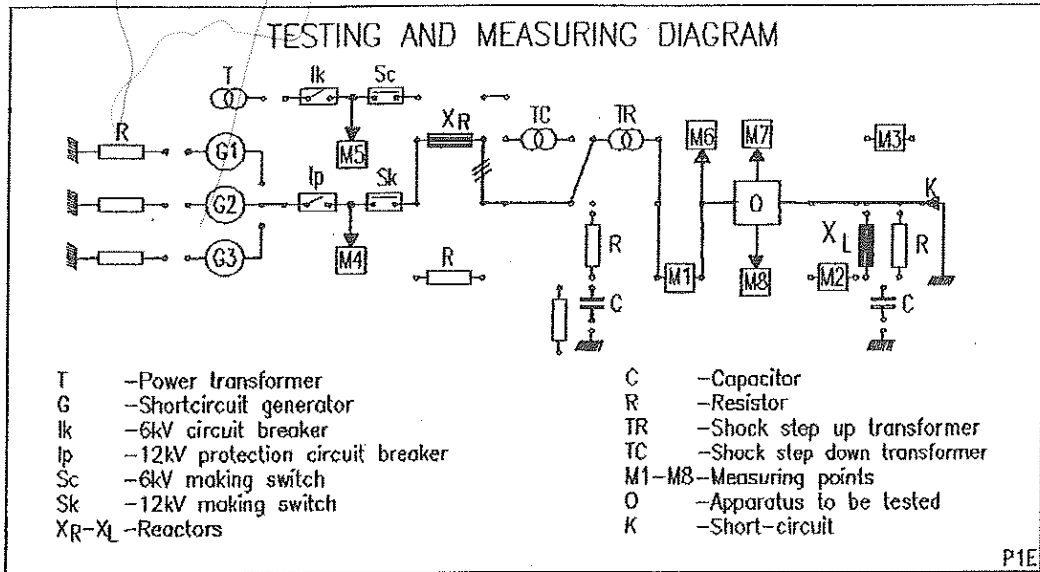 TESTING AND MEASURING DIAGRAM
T Ik Sc
R G1 M5 XR TC TR M6 M7 M3
G2 Ip M4 Sk O K
G3 R R M1 M8 M2 XL R
C C
T -Power transformer
G -Shortcircuit generator
Ik -6kV circuit breaker
Ip -12kV protection circuit breaker
Sc -6kV making switch
Sk -12kV making switch
XR-XL -Reactors
C -Capacitor
R -Resistor
TR -Shock step up transformer
TC -Shock step down transformer
M1-M8-Measuring points
O -Apparatus to be tested
K -Short-circuit
P1E